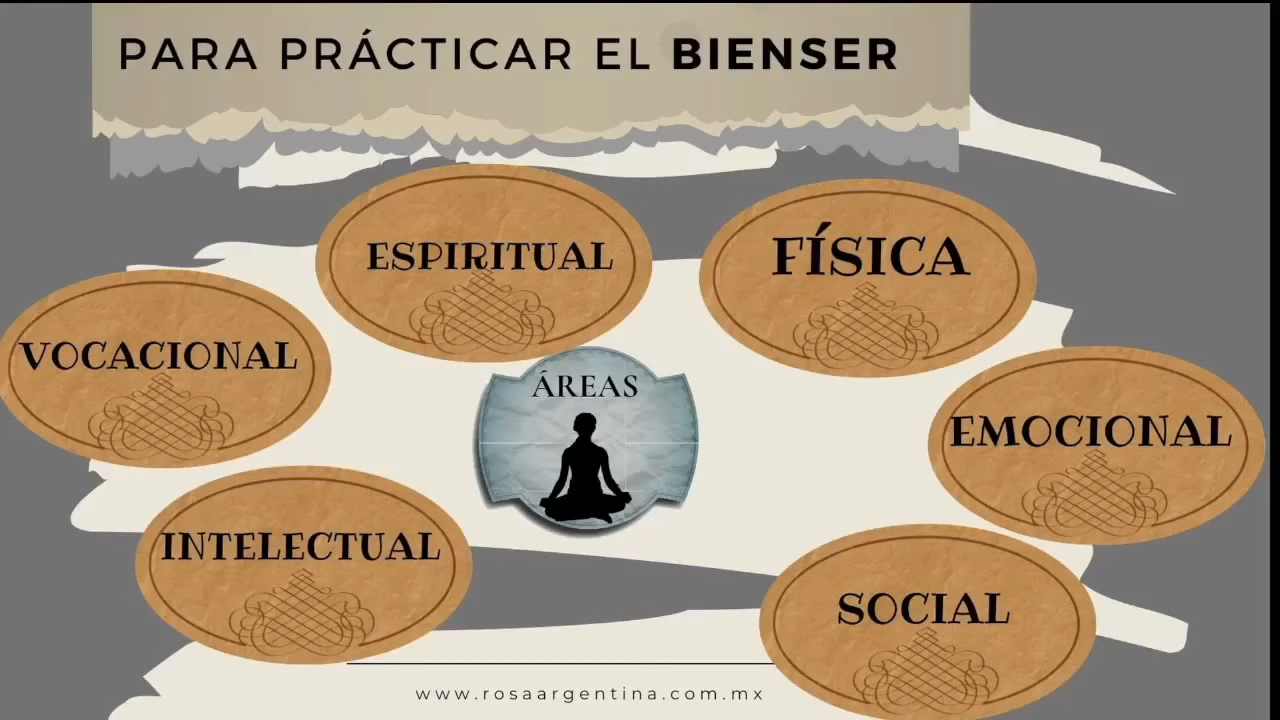 PARA PRÁCTICAR EL BIENSER
ESPIRITUAL
FÍSICA
VOCACIONAL
ÁREAS
EMOCIONAL
INTELECTUAL
SOCIAL
www.rosaargentina.com.mx